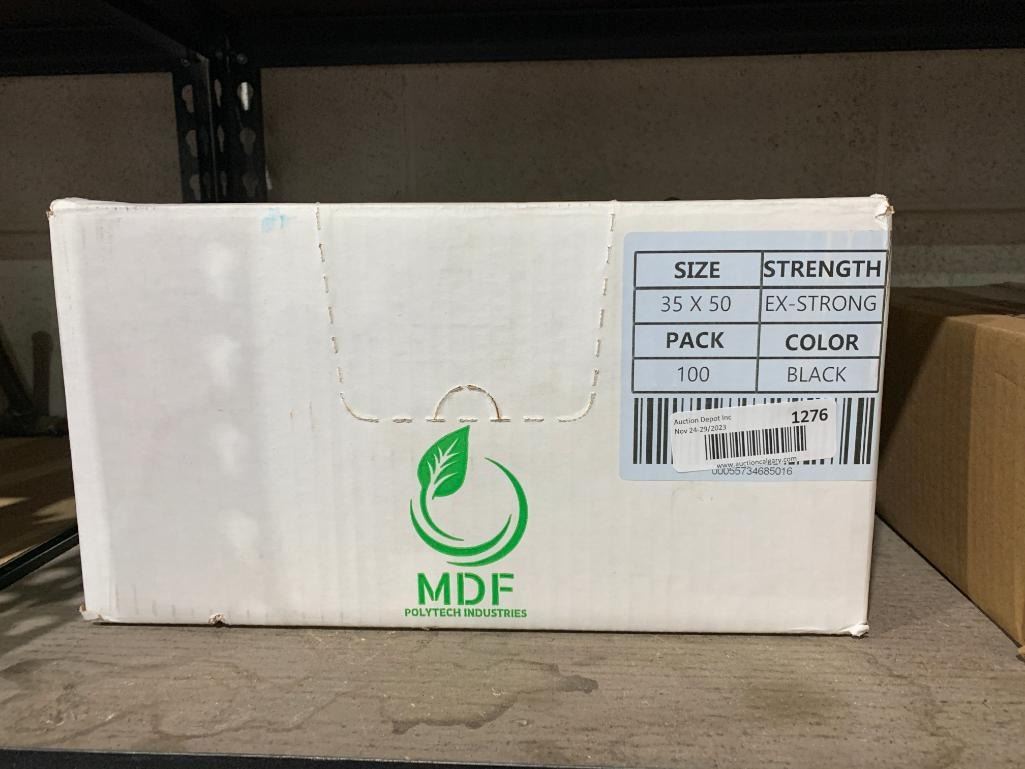 SIZE STRENGTH
35 X 50 EX-STRONG
PACK COLOR
100 BLACK
Auction Depot Inc 1276
Nov 24-29/2023
www.auctioncalgary.com
00055734685016
MDF
POLYTECH INDUSTRIES